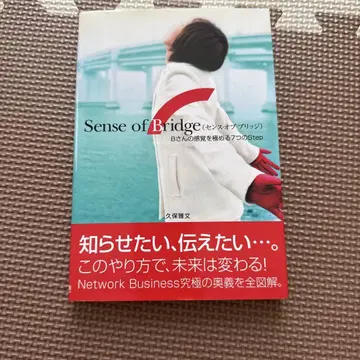 Sense of Bridge(センス・オブ・ブリッジ)
Bさんの感覚を極める7つのStep
久保雅文
知らせたい、伝えたい…。
このやり方で、未来は変わる!
Network Business究極の奥義を全図解。